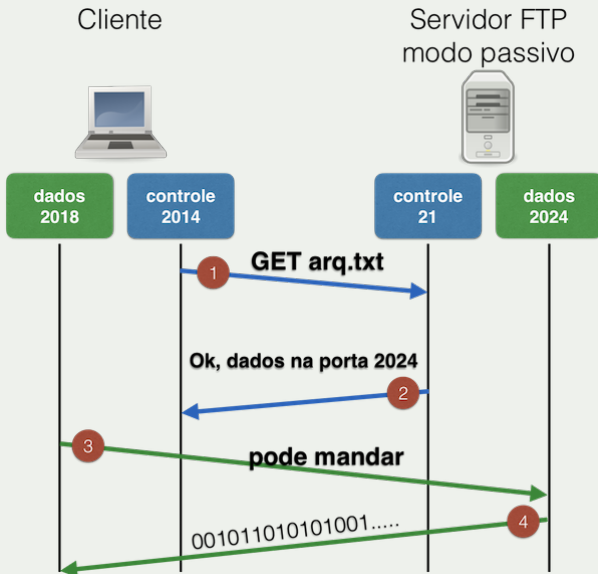 Cliente
Servidor FTP
modo passivo
dados
2018
controle
2014
controle
21
dados
2024
1
GET arq.txt
Ok, dados na porta 2024
2
3
pode mandar
4
001011010101001.....